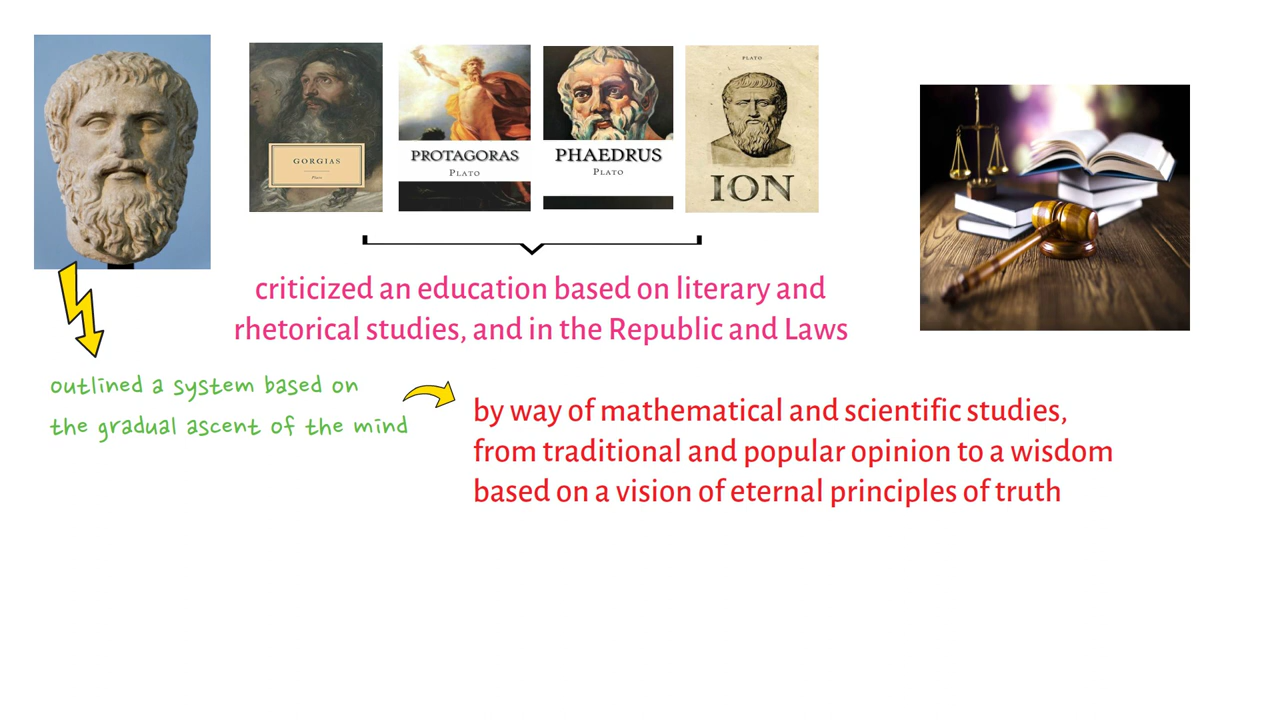 GORGIAS
Plato
PROTAGORAS
PLATO
PHAEDRUS
PLATO
PLATO
ION
criticized an education based on literary and
rhetorical studies, and in the Republic and Laws
outlined a system based on
the gradual ascent of the mind
by way of mathematical and scientific studies,
from traditional and popular opinion to a wisdom
based on a vision of eternal principles of truth